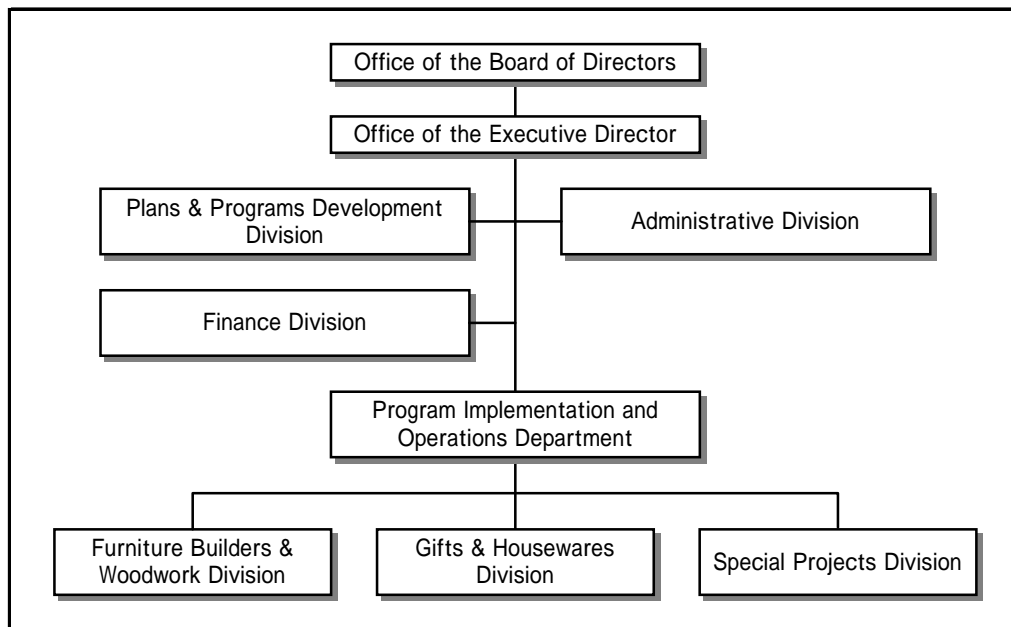 Office of the Board of Directors
Office of the Executive Director
Plans & Programs Development
Division
Administrative Division
Finance Division
Program Implementation and
Operations Department
Furniture Builders &
Woodwork Division
Gifts & Housewares
Division
Special Projects Division